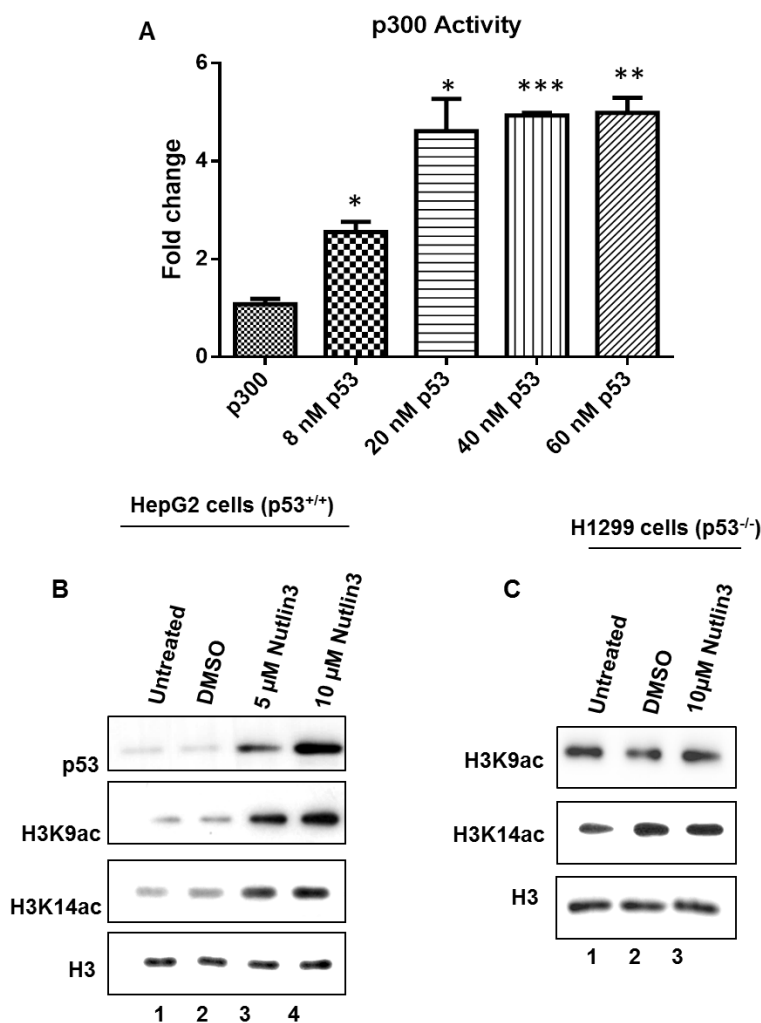 A
p300 Activity
Fold change
6
4
2
0
*
*
***
**
p300
8 nM p53
20 nM p53
40 nM p53
60 nM p53
HepG2 cells (p53+/+)
B
Untreated
DMSO
5 µM Nutlin3
10 µM Nutlin3
p53
H3K9ac
H3K14ac
H3
1 2 3 4
H1299 cells (p53-/-)
C
Untreated
DMSO
10µM Nutlin3
H3K9ac
H3K14ac
H3
1 2 3